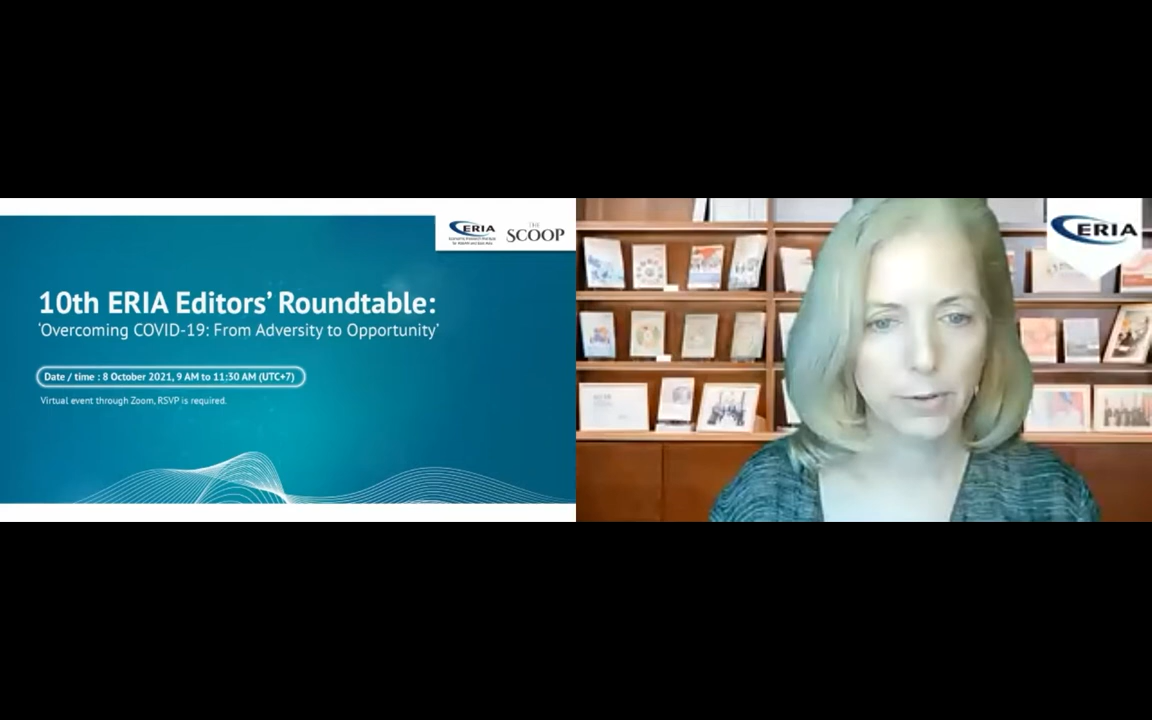 ERIA
THE
SCOOP
10th ERIA Editors’ Roundtable:
‘Overcoming COVID-19: From Adversity to Opportunity’
Date / time : 8 October 2021, 9 AM to 11:30 AM (UTC+7)
Virtual event through Zoom, RSVP is required.
ERIA